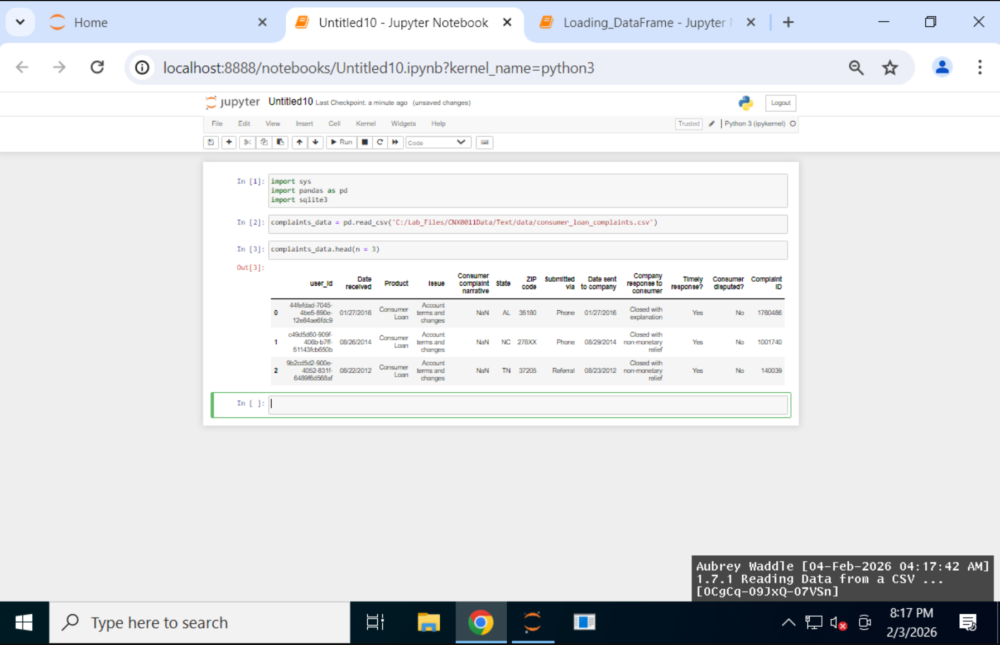 Home
Untitled10 - Jupyter Notebook
Loading_DataFrame - Jupyter
localhost:8888/notebooks/Untitled10.ipynb?kernel_name=python3
jupyter Untitled10 Last Checkpoint: a minute ago (unsaved changes)
Logout
File Edit View Insert Cell Kernel Widgets Help
Trusted Python 3 (ipykernel)
Run Code
In [1]: import sys
import pandas as pd
import sqlite3
In [2]: complaints_data = pd.read_csv('C:/Lab_Files/CNX0011Data/Text/data/consumer_loan_complaints.csv')
In [3]: complaints_data.head(n = 3)
Out[3]:
user_id Date received Product Issue Consumer complaint narrative State ZIP code Submitted via Date sent to company Company response to consumer Timely response? Consumer disputed? Complaint ID
0 44fefdad-7045-4be5-890e-12e84ae6fdc9 01/27/2016 Consumer Loan Account terms and changes NaN AL 35180 Phone 01/27/2016 Closed with explanation Yes No 1760486
1 c49d5d60-909f-406b-b7ff-51143fcb650b 08/26/2014 Consumer Loan Account terms and changes NaN NC 278XX Phone 08/29/2014 Closed with non-monetary relief Yes No 1001740
2 9b2cd5d2-900e-4052-831f-6489f6d568af 08/22/2012 Consumer Loan Account terms and changes NaN TN 37205 Referral 08/23/2012 Closed with non-monetary relief Yes No 140039
In [ ]:
Aubrey Waddle [04-Feb-2026 04:17:42 AM]
1.7.1 Reading Data from a CSV ...
[0CgCq-09JxQ-07VSn]
Type here to search
8:17 PM
2/3/2026